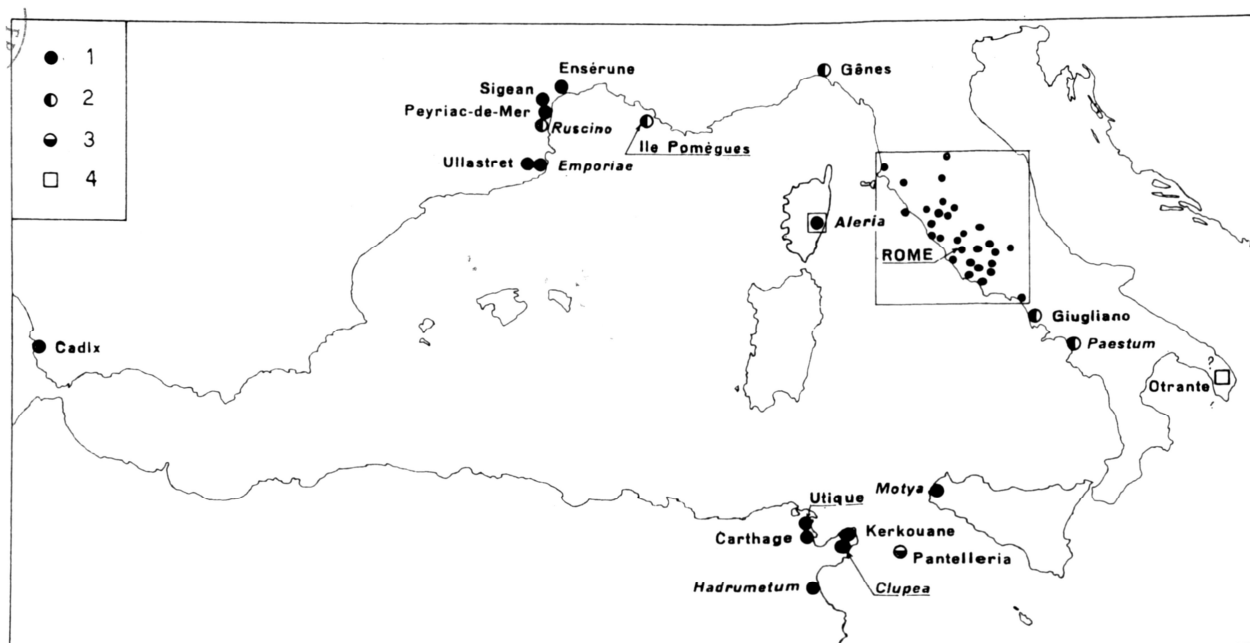 1
2
3
4
Ensérune
Sigean
Peyriac-de-Mer
Ruscino
Ile Pomègues
Ullastret
Emporiae
Gênes
Aleria
ROME
Giugliano
Paestum
?
Otrante
Cadix
Motya
Utique
Carthage
Kerkouane
Pantelleria
Clupea
Hadrumetum